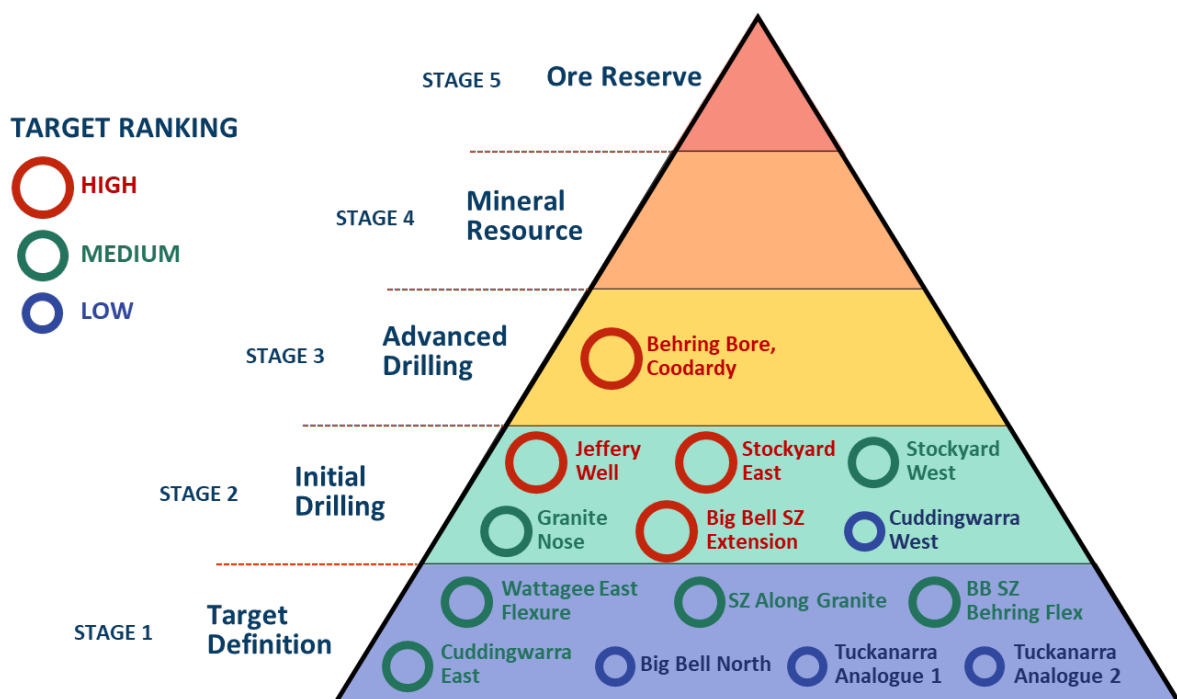 STAGE 5
Ore Reserve
TARGET RANKING
HIGH
MEDIUM
LOW
STAGE 4
Mineral
Resource
STAGE 3
Advanced
Drilling
Behring Bore,
Coodardy
STAGE 2
Initial
Drilling
Jeffery
Well
Stockyard
East
Stockyard
West
Granite
Nose
Big Bell SZ
Extension
Cuddingwarra
West
STAGE 1
Target
Definition
Wattagee East
Flexure
SZ Along Granite
BB SZ
Behring Flex
Cuddingwarra
East
Big Bell North
Tuckanarra
Analogue 1
Tuckanarra
Analogue 2